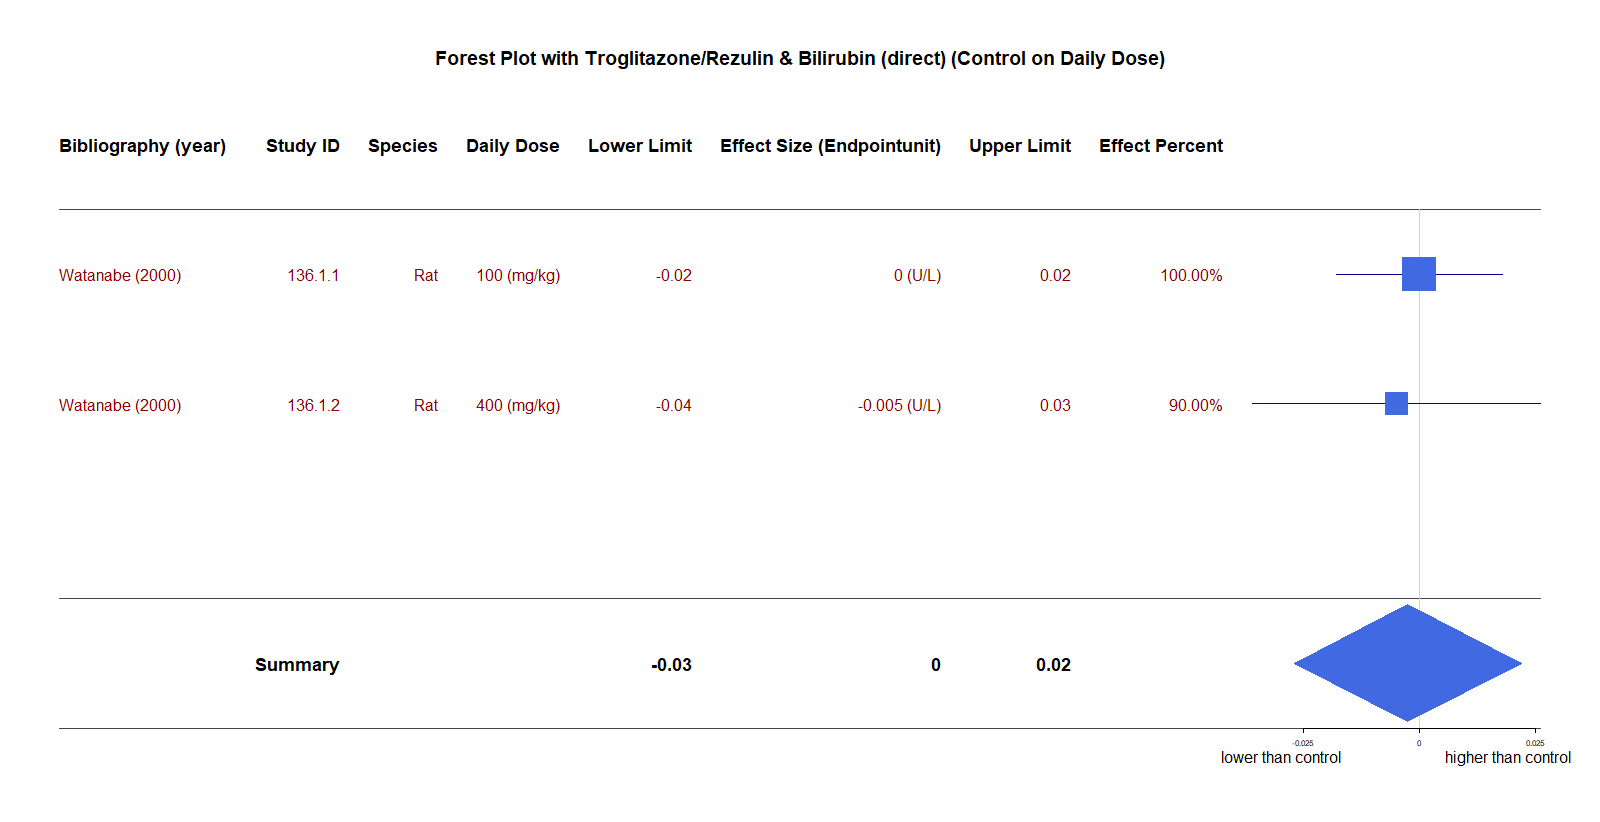 Forest Plot with Troglitazone/Rezulin & Bilirubin (direct) (Control on Daily Dose)
Bibliography (year) Study ID Species Daily Dose Lower Limit Effect Size (Endpointunit) Upper Limit Effect Percent
Watanabe (2000) 136.1.1 Rat 100 (mg/kg) -0.02 0 (U/L) 0.02 100.00%
Watanabe (2000) 136.1.2 Rat 400 (mg/kg) -0.04 -0.005 (U/L) 0.03 90.00%
Summary -0.03 0 0.02
-0.025 0 0.025
lower than control higher than control